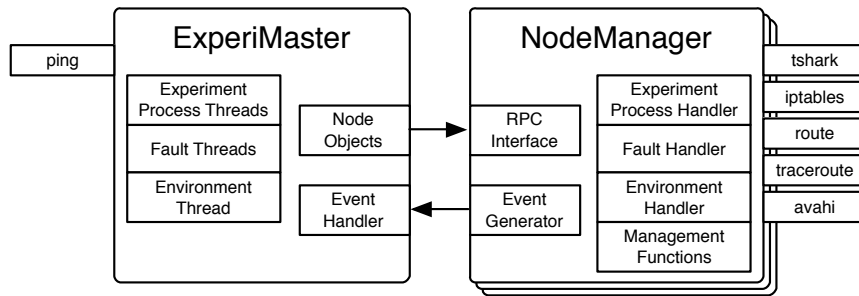 ExperiMaster
ping
Experiment
Process Threads
Fault Threads
Environment
Thread
Node
Objects
Event
Handler
NodeManager
RPC
Interface
Event
Generator
Experiment
Process Handler
Fault Handler
Environment
Handler
Management
Functions
tshark
iptables
route
traceroute
avahi